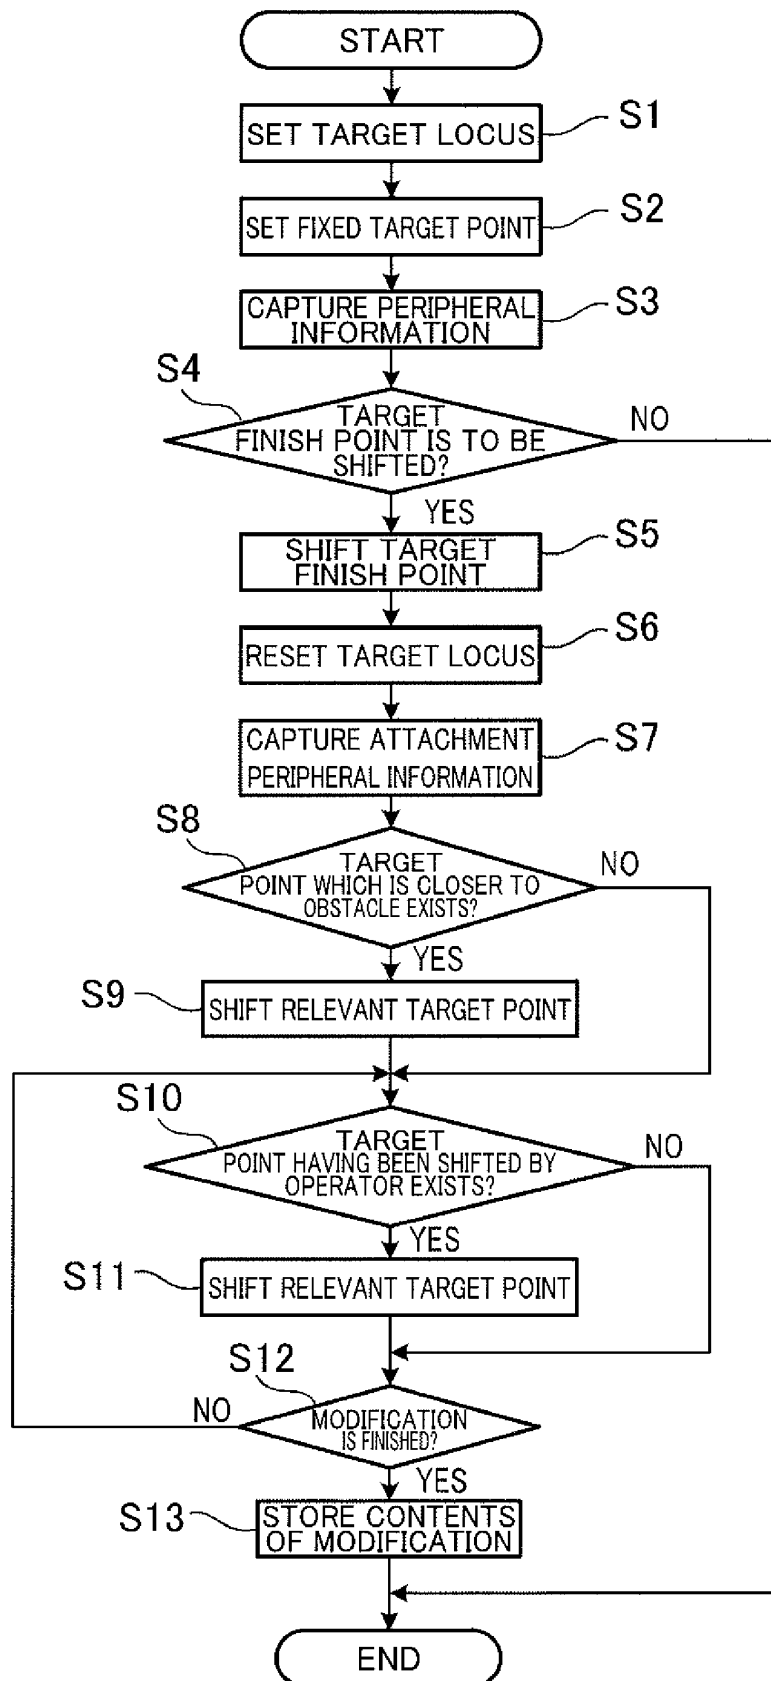 START
SET TARGET LOCUS
S1
SET FIXED TARGET POINT
S2
CAPTURE PERIPHERAL
INFORMATION
S3
S4
TARGET
FINISH POINT IS TO BE
SHIFTED?
NO
YES
SHIFT TARGET
FINISH POINT
S5
RESET TARGET LOCUS
S6
CAPTURE ATTACHMENT
PERIPHERAL INFORMATION
S7
S8
TARGET
POINT WHICH IS CLOSER TO
OBSTACLE EXISTS?
NO
YES
S9
SHIFT RELEVANT TARGET POINT
S10
TARGET
POINT HAVING BEEN SHIFTED BY
OPERATOR EXISTS?
NO
YES
S11
SHIFT RELEVANT TARGET POINT
S12
MODIFICATION
IS FINISHED?
NO
YES
S13
STORE CONTENTS
OF MODIFICATION
END